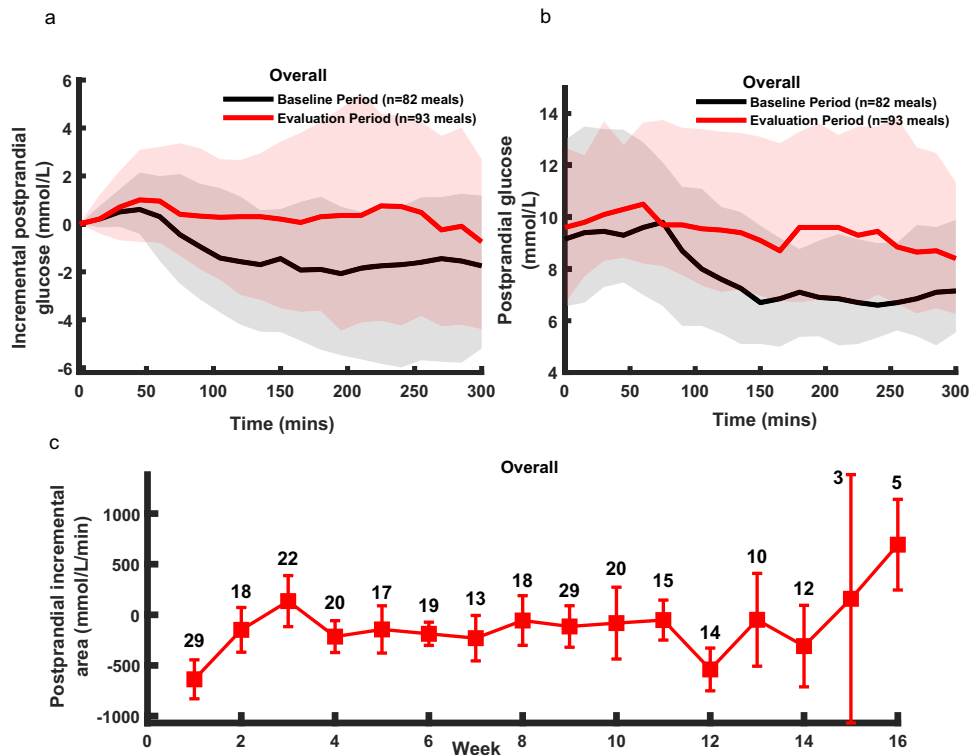 a
Overall
Baseline Period (n=82 meals)
Evaluation Period (n=93 meals)
Incremental postprandial
glucose (mmol/L)
6
4
2
0
-2
-4
-6
0 50 100 150 200 250 300
Time (mins)
b
Overall
Baseline Period (n=82 meals)
Evaluation Period (n=93 meals)
Postprandial glucose
(mmol/L)
14
12
10
8
6
4
0 50 100 150 200 250 300
Time (mins)
c
Overall
Postprandial incremental
area (mmol/L/min)
1000
500
0
-500
-1000
29 18 22 20 17 19 13 18 29 20 15 14 10 12 3 5
0 2 4 6 8 10 12 14 16
Week